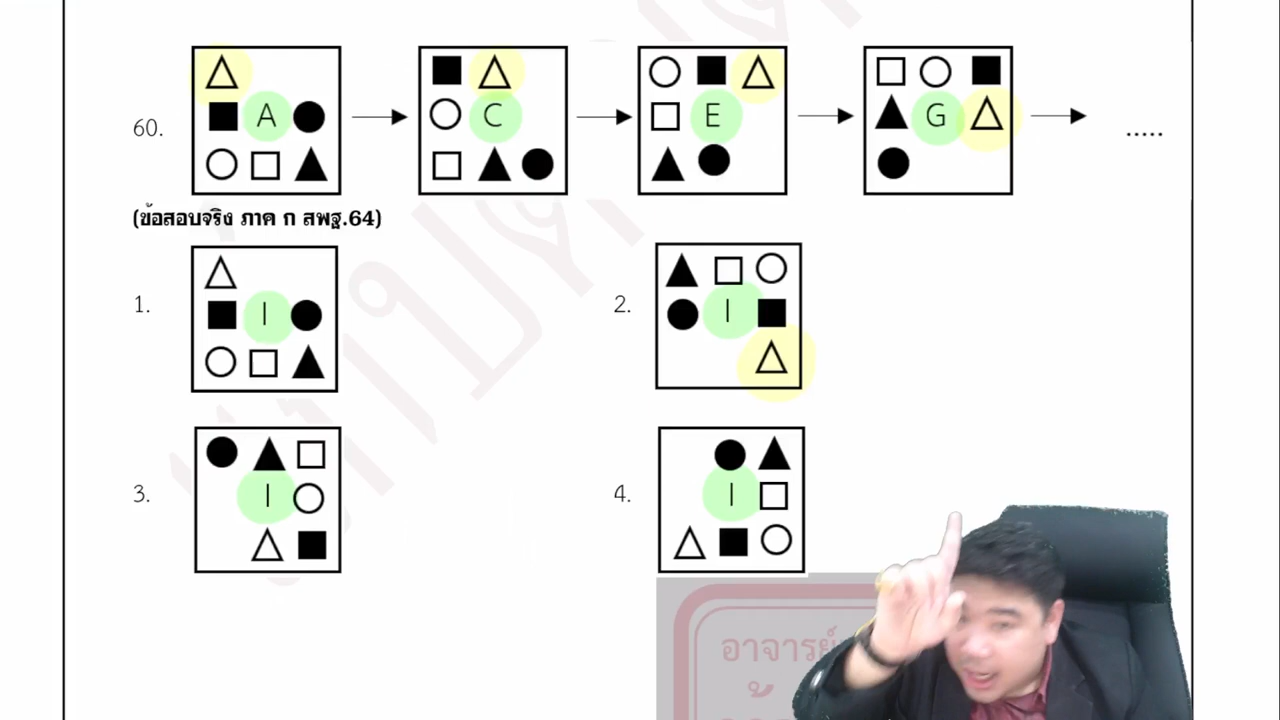 60.
A C E G .....
(ข้อสอบจริง ภาค ก สพฐ.64)
1. I
2. I
3. I
4. I
อาจารย์